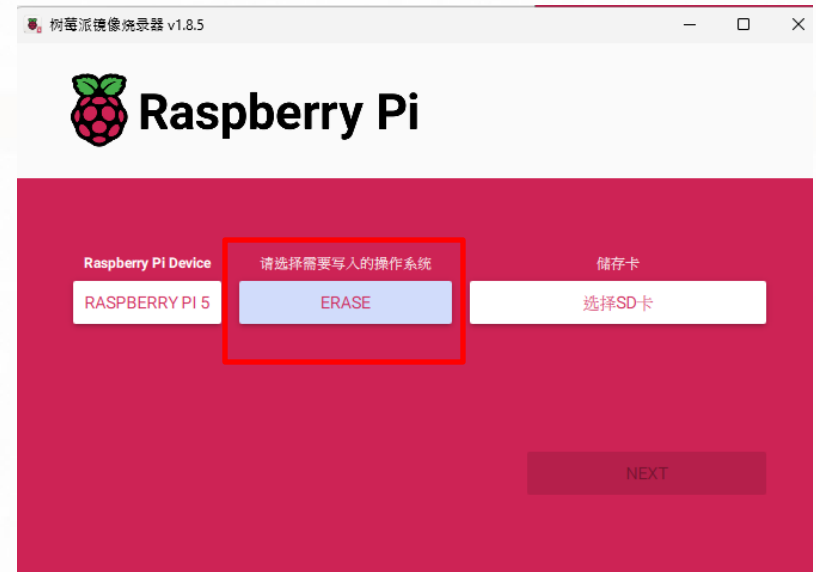 树莓派镜像烧录器 v1.8.5
Raspberry Pi
Raspberry Pi Device
请选择需要写入的操作系统
储存卡
RASPBERRY PI 5
ERASE
选择SD卡
NEXT